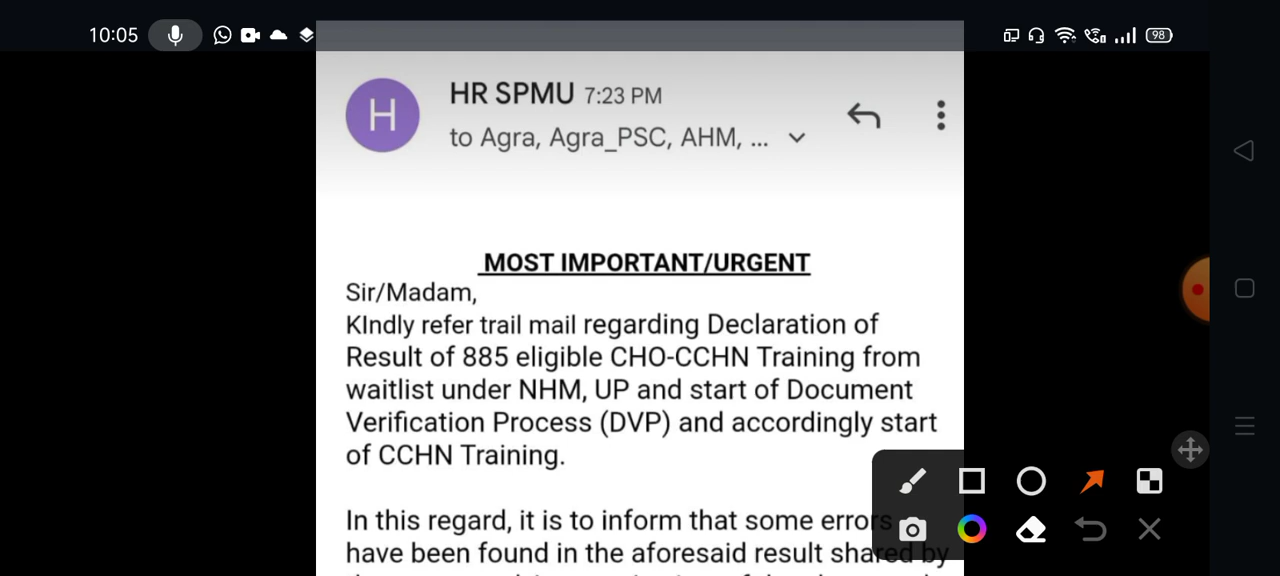 10:05
98
HR SPMU 7:23 PM
H
to Agra, Agra_PSC, AHM, ...
MOST IMPORTANT/URGENT
Sir/Madam,
KIndly refer trail mail regarding Declaration of
Result of 885 eligible CHO-CCHN Training from
waitlist under NHM, UP and start of Document
Verification Process (DVP) and accordingly start
of CCHN Training.
In this regard, it is to inform that some errors
have been found in the aforesaid result shared by